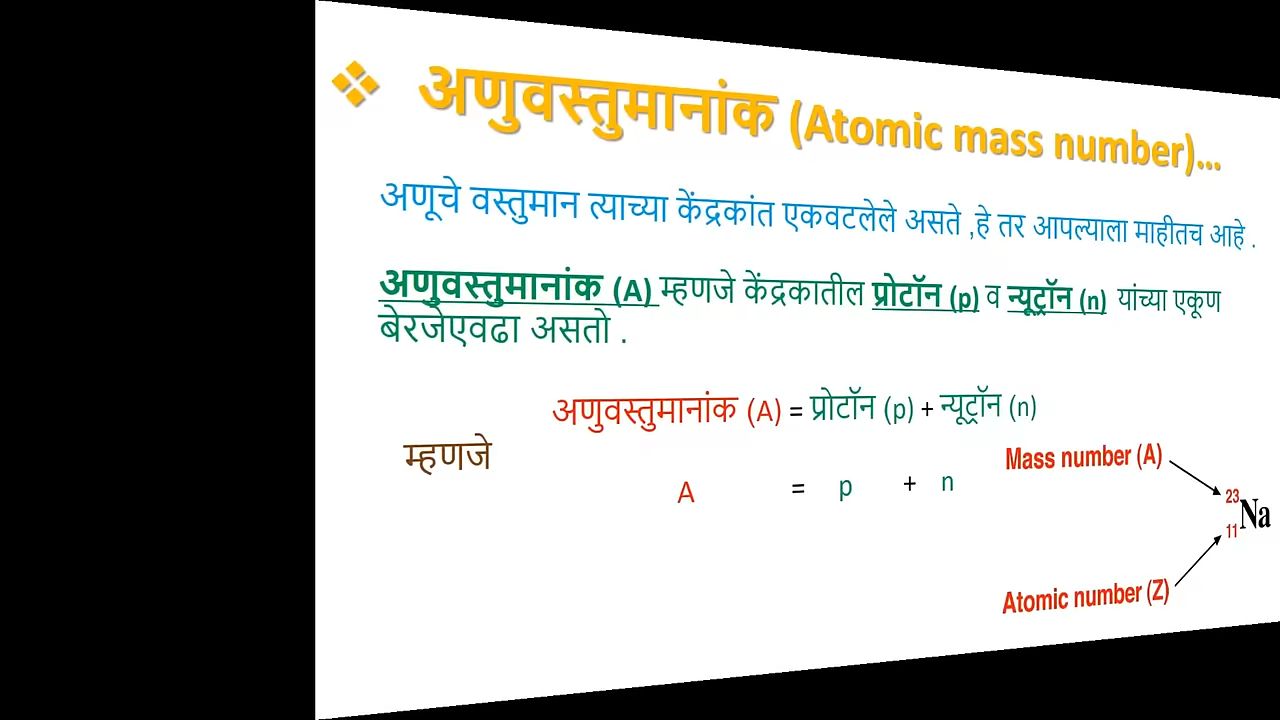 ❖ अणुवस्तुमानांक (Atomic mass number)...
अणूचे वस्तुमान त्याच्या केंद्रकांत एकवटलेले असते ,हे तर आपल्याला माहीतच आहे .
अणुवस्तुमानांक (A) म्हणजे केंद्रकातील प्रोटॉन (p) व न्यूट्रॉन (n) यांच्या एकूण
बेरजेएवढा असतो .
अणुवस्तुमानांक (A) = प्रोटॉन (p) + न्यूट्रॉन (n)
म्हणजे
A = p + n
Mass number (A)
23
Na
11
Atomic number (Z)